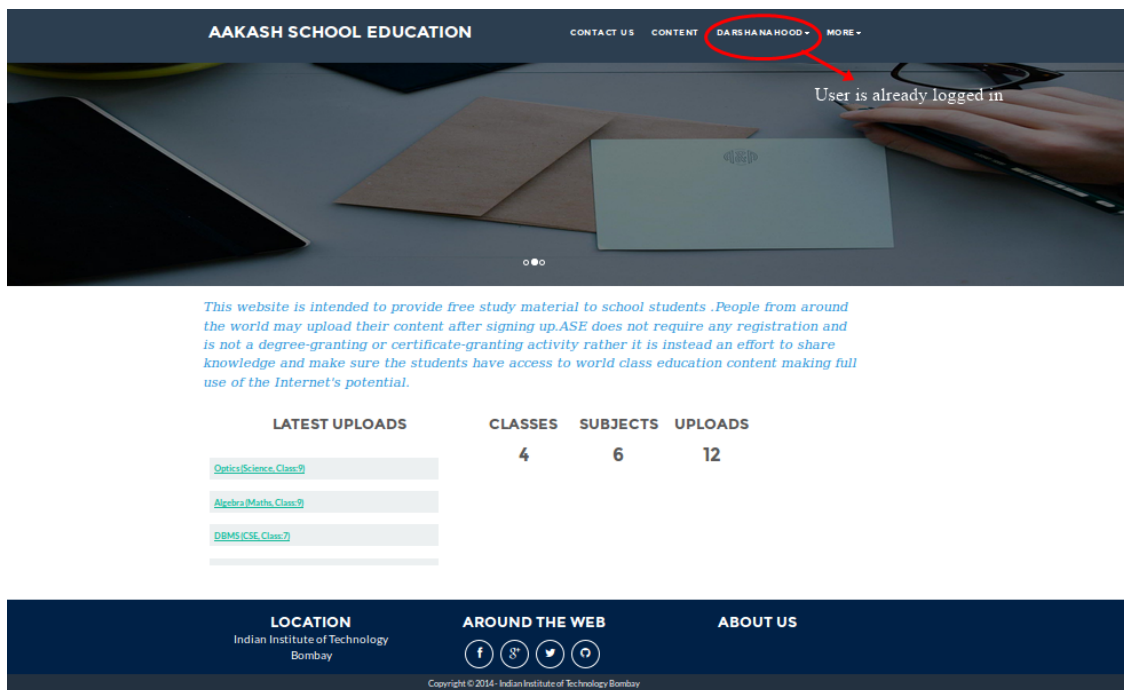 AAKASH SCHOOL EDUCATION
CONTACT US CONTENT DARSHANAHOOD MORE
User is already logged in
This website is intended to provide free study material to school students .People from around
the world may upload their content after signing up.ASE does not require any registration and
is not a degree-granting or certificate-granting activity rather it is instead an effort to share
knowledge and make sure the students have access to world class education content making full
use of the Internet's potential.
LATEST UPLOADS
Optics(Science, Class:9)
Algebra (Maths, Class:9)
DBMS (CSE, Class:7)
CLASSES SUBJECTS UPLOADS
4 6 12
LOCATION
Indian Institute of Technology
Bombay
AROUND THE WEB
f g+
ABOUT US
Copyright © 2014 - Indian Institute of Technology Bombay